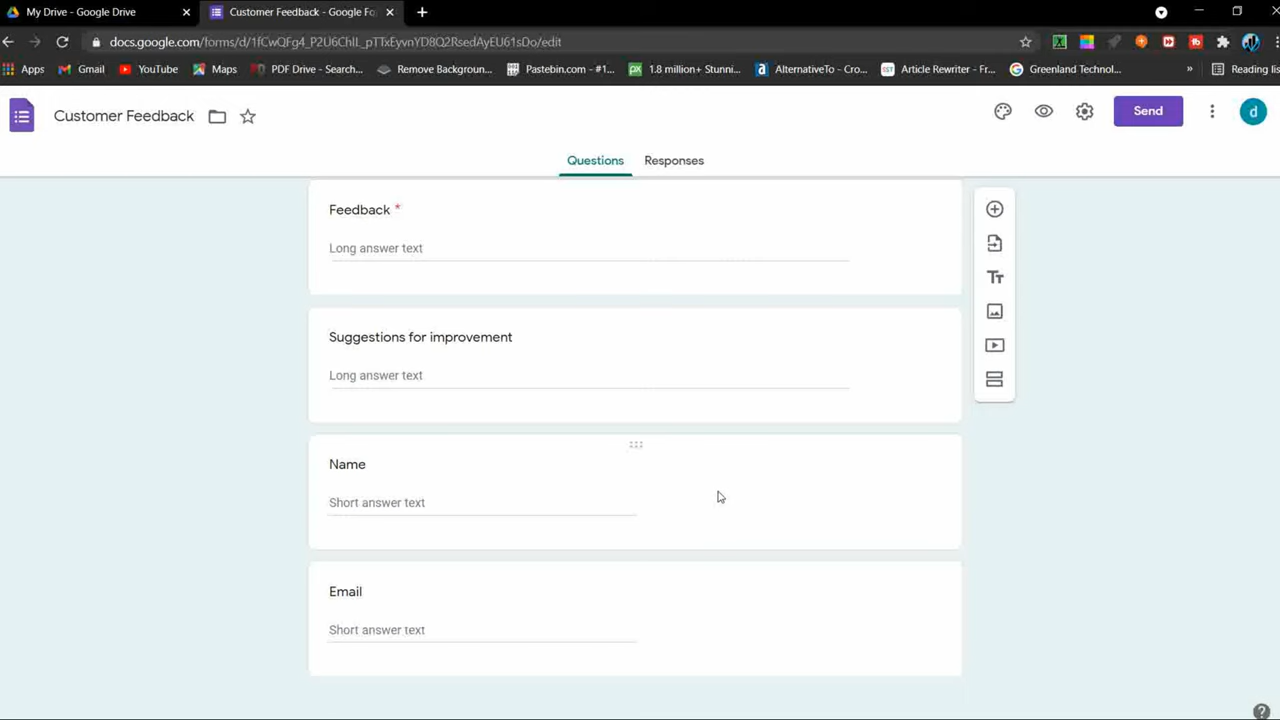 My Drive - Google Drive
Customer Feedback - Google Fo
docs.google.com/forms/d/1fCwQFg4_P2U6ChlL_pTTxEyvnYD8Q2RsedAyEU61sDo/edit
Apps
Gmail
YouTube
Maps
PDF Drive - Search...
Remove Backgroun...
Pastebin.com - #1...
1.8 million+ Stunni...
AlternativeTo - Cro...
Article Rewriter - Fr...
Greenland Technol...
»
Reading list
Customer Feedback
Send
d
Questions
Responses
Feedback *
Long answer text
Suggestions for improvement
Long answer text
Name
Short answer text
Email
Short answer text